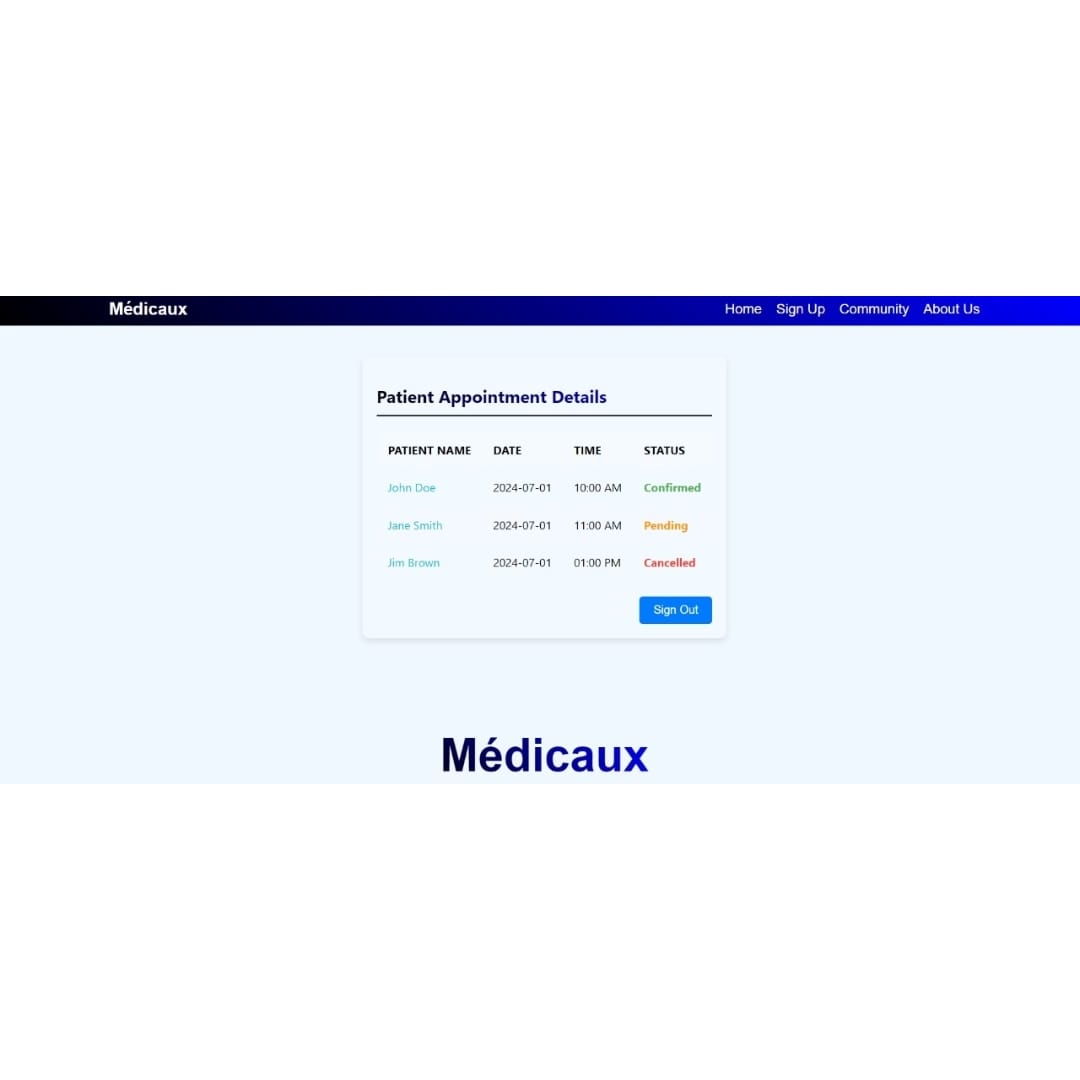 Médicaux Home Sign Up Community About Us
Patient Appointment Details
PATIENT NAME DATE TIME STATUS
John Doe 2024-07-01 10:00 AM Confirmed
Jane Smith 2024-07-01 11:00 AM Pending
Jim Brown 2024-07-01 01:00 PM Cancelled
Sign Out
Médicaux